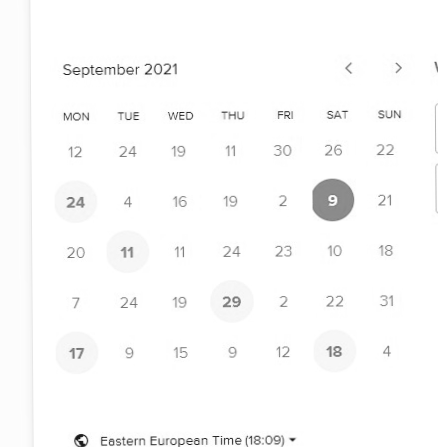 September 2021
MON TUE WED THU FRI SAT SUN
12 24 19 11 30 26 22
24 4 16 19 2 9 21
20 11 11 24 23 10 18
7 24 19 29 2 22 31
17 9 15 9 12 18 4
Eastern European Time (18:09)